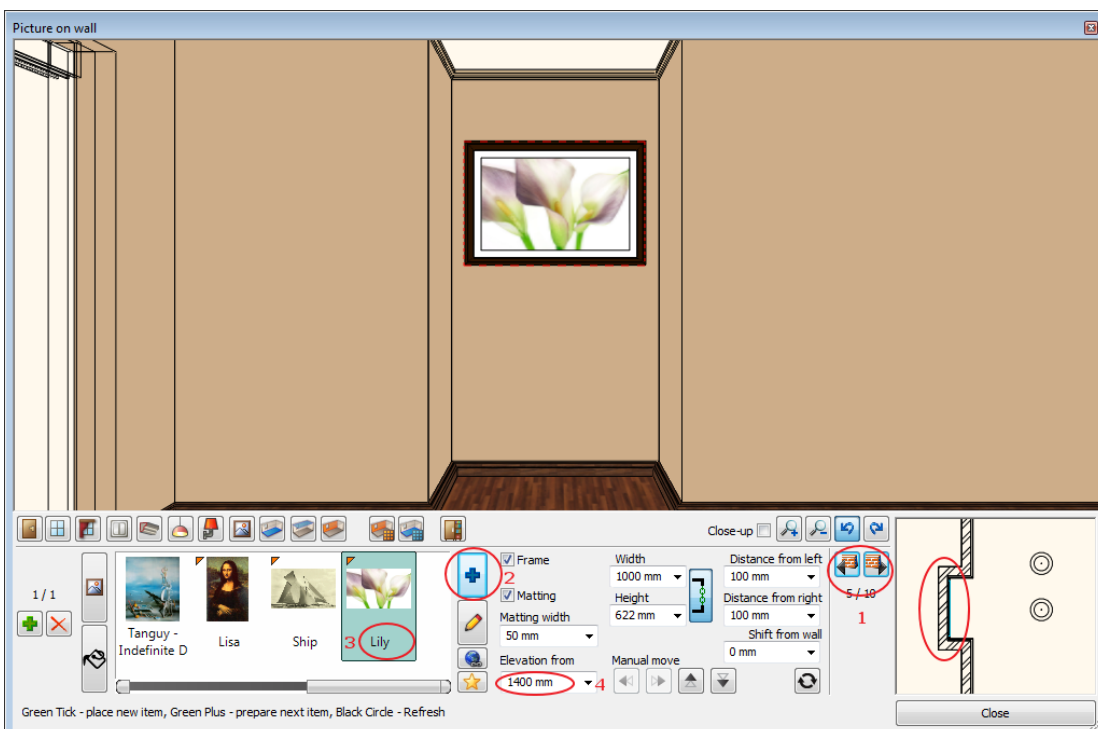 Picture on wall
Close-up
1 / 1
Tanguy -
Indefinite D
Lisa
Ship
3 Lily
2
Frame
Matting
Matting width
50 mm
Elevation from
1400 mm 4
Width
1000 mm
Height
622 mm
Manual move
Distance from left
100 mm
Distance from right
100 mm
Shift from wall
0 mm
5 / 10
1
Green Tick - place new item, Green Plus - prepare next item, Black Circle - Refresh
Close